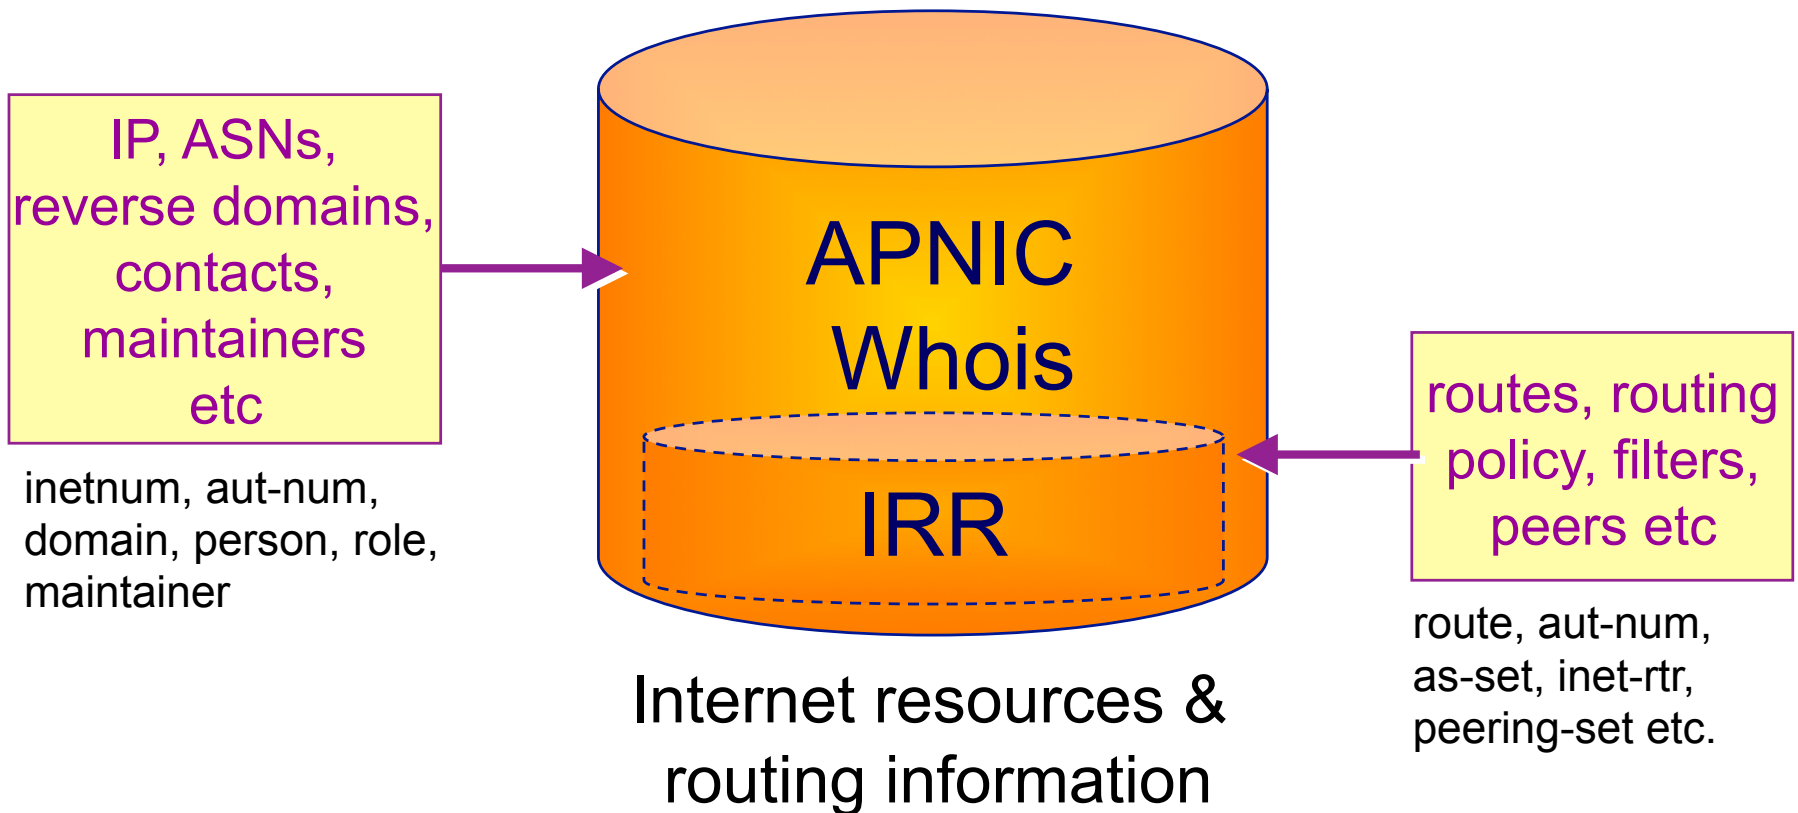 IP, ASNs,
reverse domains,
contacts,
maintainers
etc
inetnum, aut-num,
domain, person, role,
maintainer
APNIC
Whois
IRR
Internet resources &
routing information
routes, routing
policy, filters,
peers etc
route, aut-num,
as-set, inet-rtr,
peering-set etc.